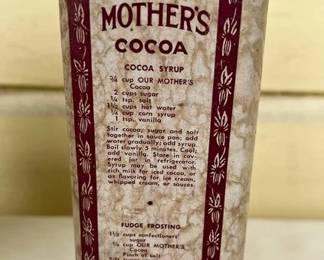 MOTHER'S
COCOA
COCOA SYRUP
¾ cup OUR MOTHER'S
Cocoa
2 cups sugar
¼ tsp. salt
1½ cups hot water
¼ cup corn syrup
1 tsp. vanilla
Stir cocoa, sugar and salt
together in sauce pan; add
water gradually; add syrup.
Boil slowly 5 minutes. Cool;
add vanilla. Store in cov-
ered jar in refrigerator.
Syrup may be used with
rich milk for iced cocoa, or
as flavoring for ice cream,
whipped cream, or sauces.
FUDGE FROSTING
1½ cups confectioners'
sugar
cup OUR MOTHER'S
Cocoa
Pinch of salt